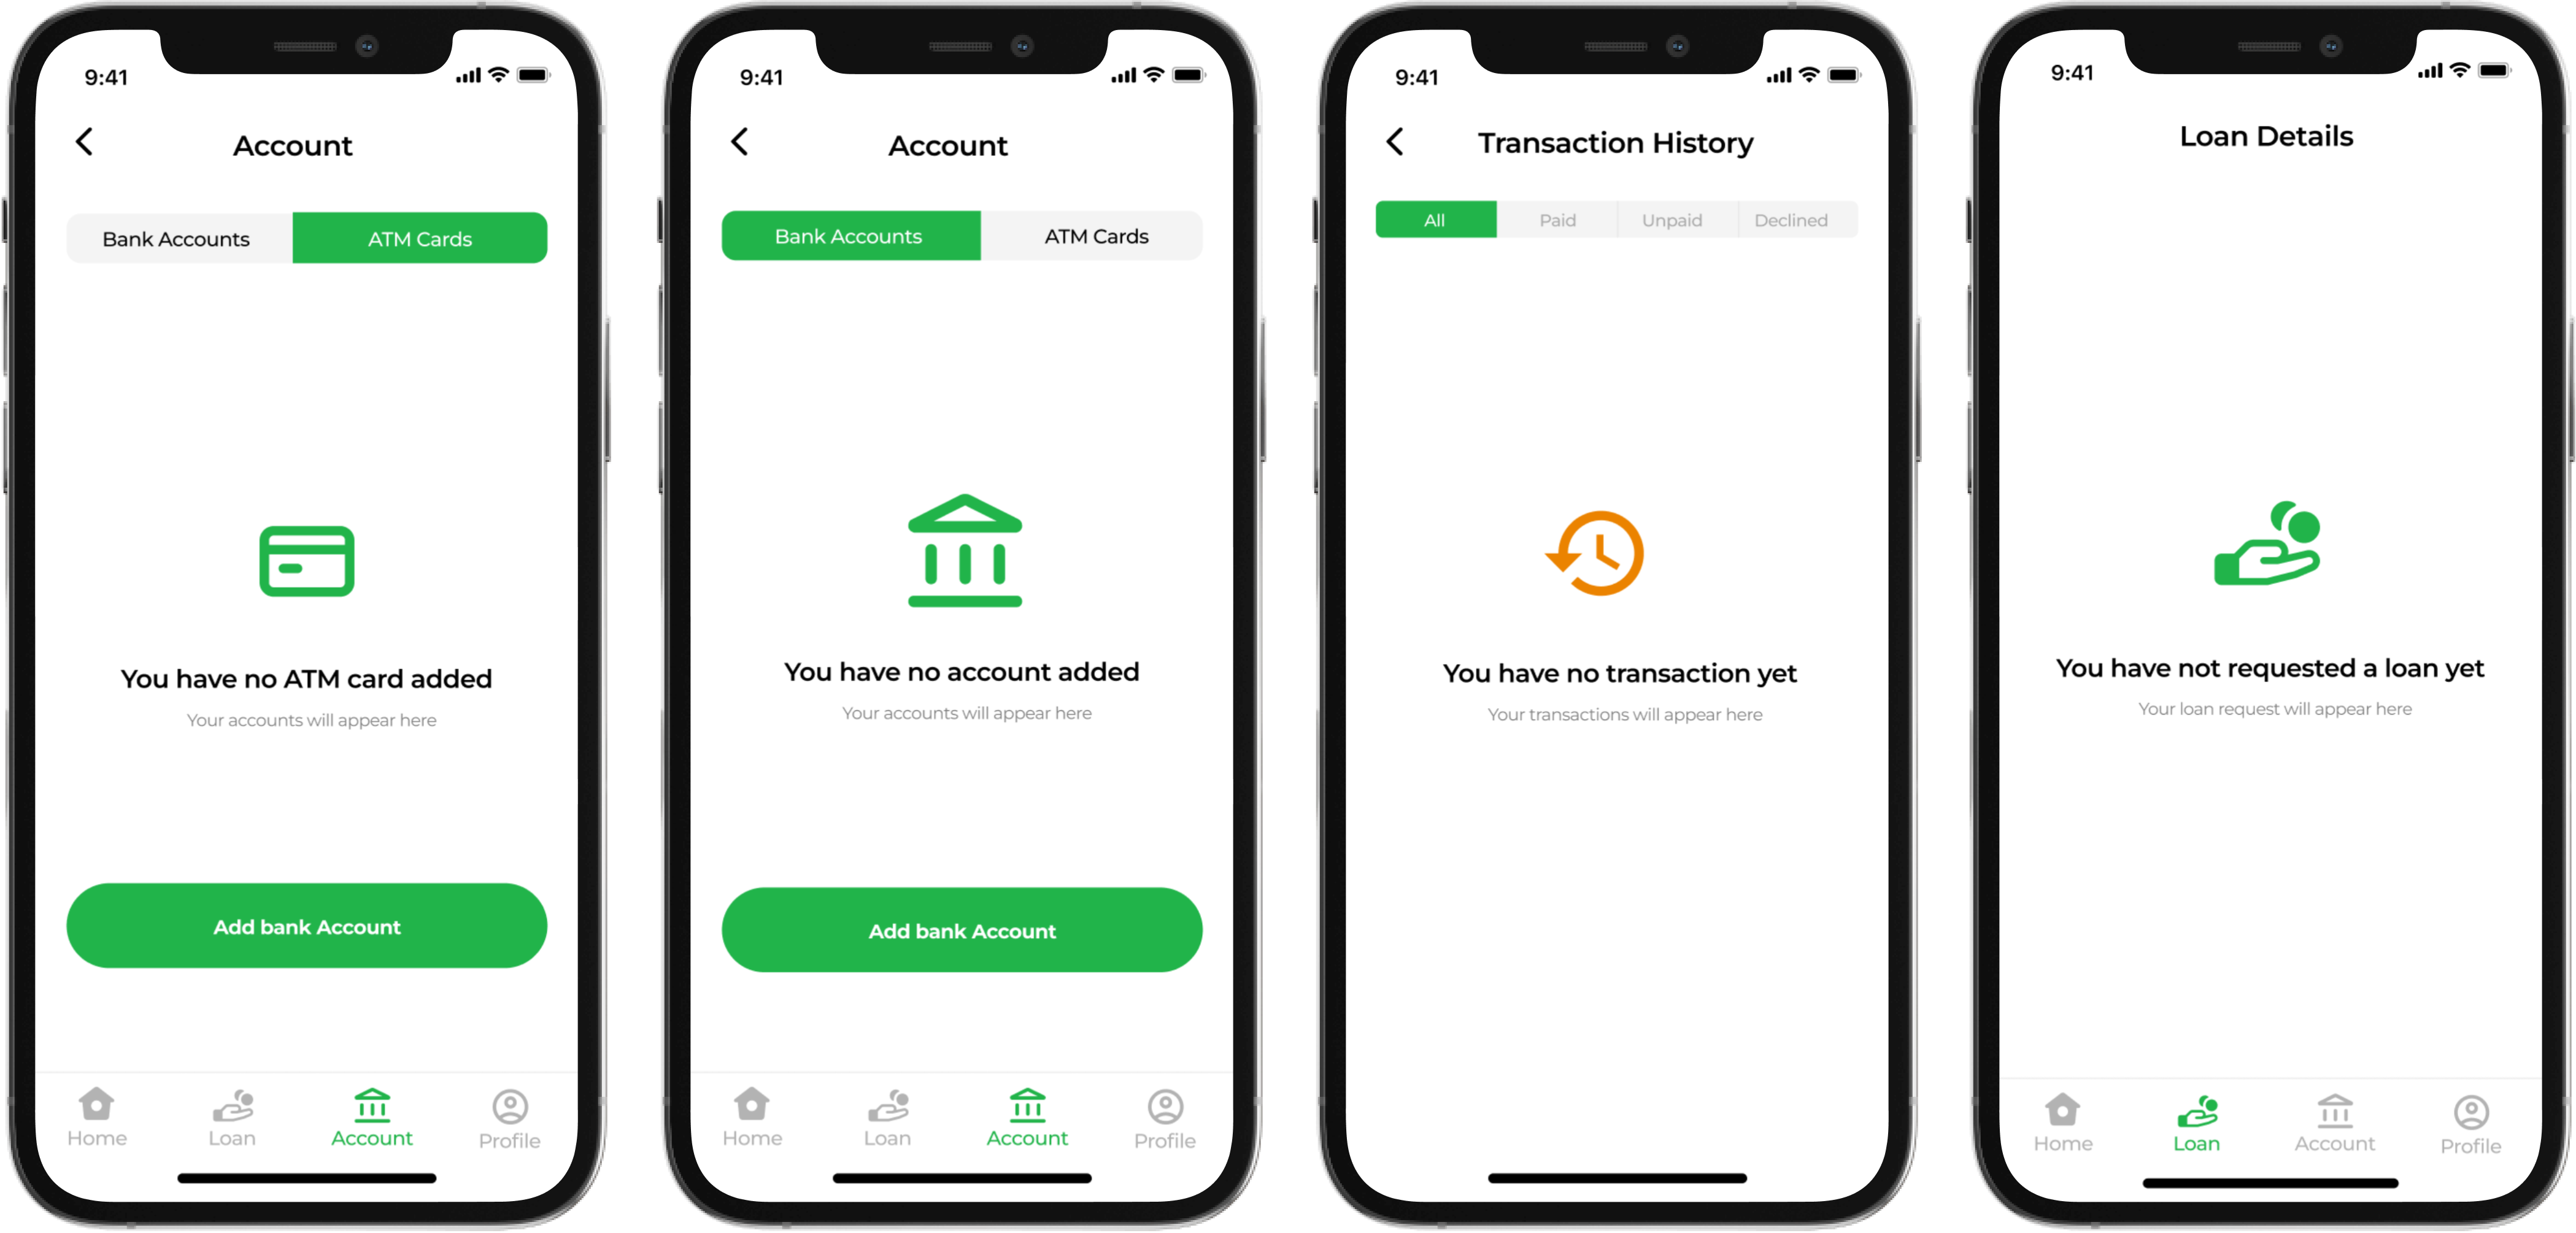 9:41
Account
Bank Accounts
ATM Cards
You have no ATM card added
Your accounts will appear here
Add bank Account
Home
Loan
Account
Profile
9:41
Account
Bank Accounts
ATM Cards
You have no account added
Your accounts will appear here
Add bank Account
Home
Loan
Account
Profile
9:41
Transaction History
All
Paid
Unpaid
Declined
You have no transaction yet
Your transactions will appear here
9:41
Loan Details
You have not requested a loan yet
Your loan request will appear here
Home
Loan
Account
Profile